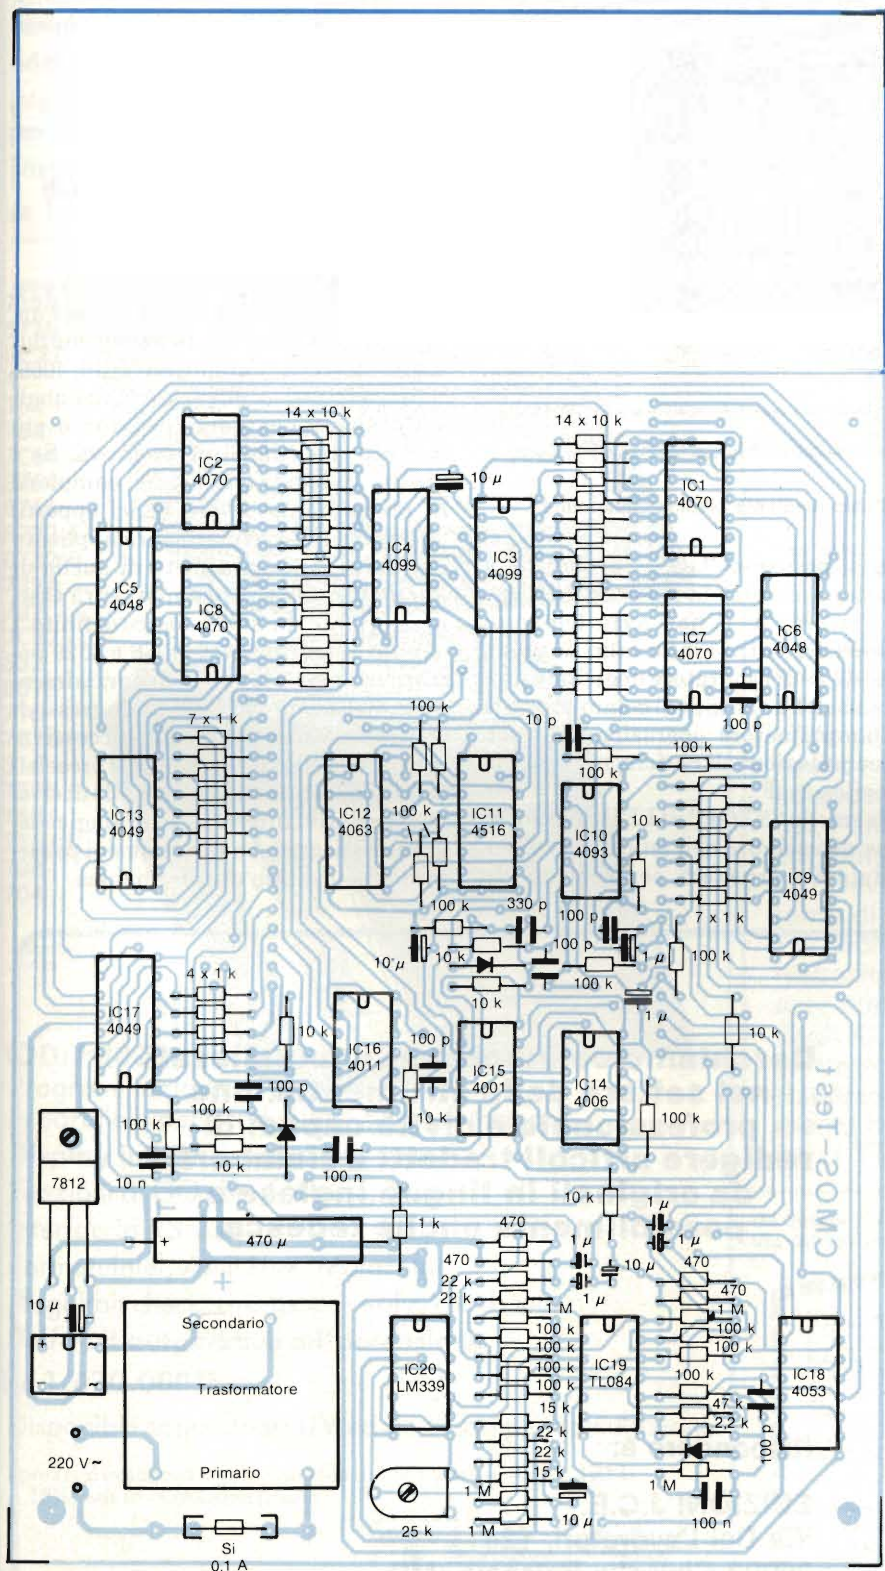 14 x 10 k
14 x 10 k
IC2
4070
10 µ
IC1
4070
IC4
4099
IC3
4099
IC5
4048
IC8
4070
IC7
4070
IC6
4048
100 p
7 x 1 k
100 k
10 p
100 k
100 k
IC13
4049
IC12
4063
100 k
IC11
4516
IC10
4093
10 k
IC9
4049
7 x 1 k
330 p
100 k
100 p
10 µ
10 k
100 p
1 µ
100 k
100 k
10 k
1 µ
4 x 1 k
IC17
4049
10 k
IC16
4011
100 p
IC15
4001
IC14
4006
10 k
100 p
10 k
100 k
100 k
100 k
10 k
10 n
100 n
CMOS-Test
7812
10 k
1 µ
1 µ
+
470 µ
1 k
470
1 µ
470
10 µ
470
22 k
1 µ
470
22 k
1 M
10 µ
Secondario
1 M
100 k
100 k
100 k
100 k
100 k
100 k
+ ~
- ~
IC20
LM339
IC19
TL084
IC18
4053
Trasformatore
100 k
15 k
47 k
22 k
2,2 k
22 k
100 p
220 V ~
Primario
15 k
1 M
1 M
25 k
1 M
10 µ
100 n
Si
0,1 A